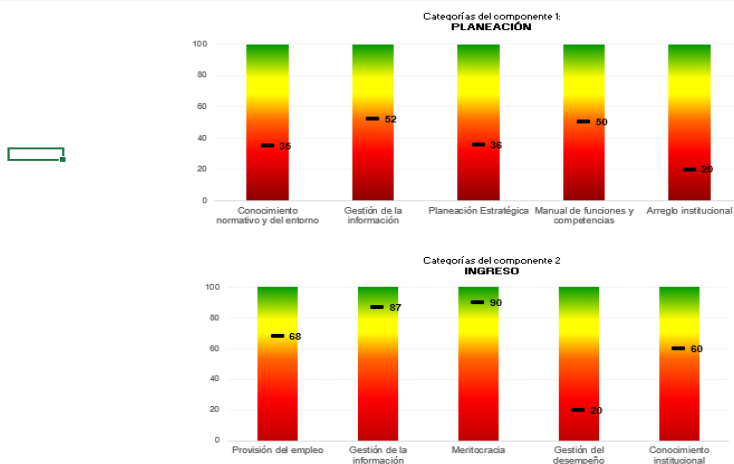 Categorías del componente 1:
PLANEACIÓN
100
80
60
40
20
0
35
52
36
50
20
Conocimiento
normativo y del entorno
Gestión de la
información
Planeación Estratégica
Manual de funciones y
competencias
Arreglo institucional
Categorías del componente 2
INGRESO
100
80
60
40
20
0
68
87
90
20
60
Provisión del empleo
Gestión de la
información
Meritocracia
Gestión del
desempeño
Conocimiento
institucional